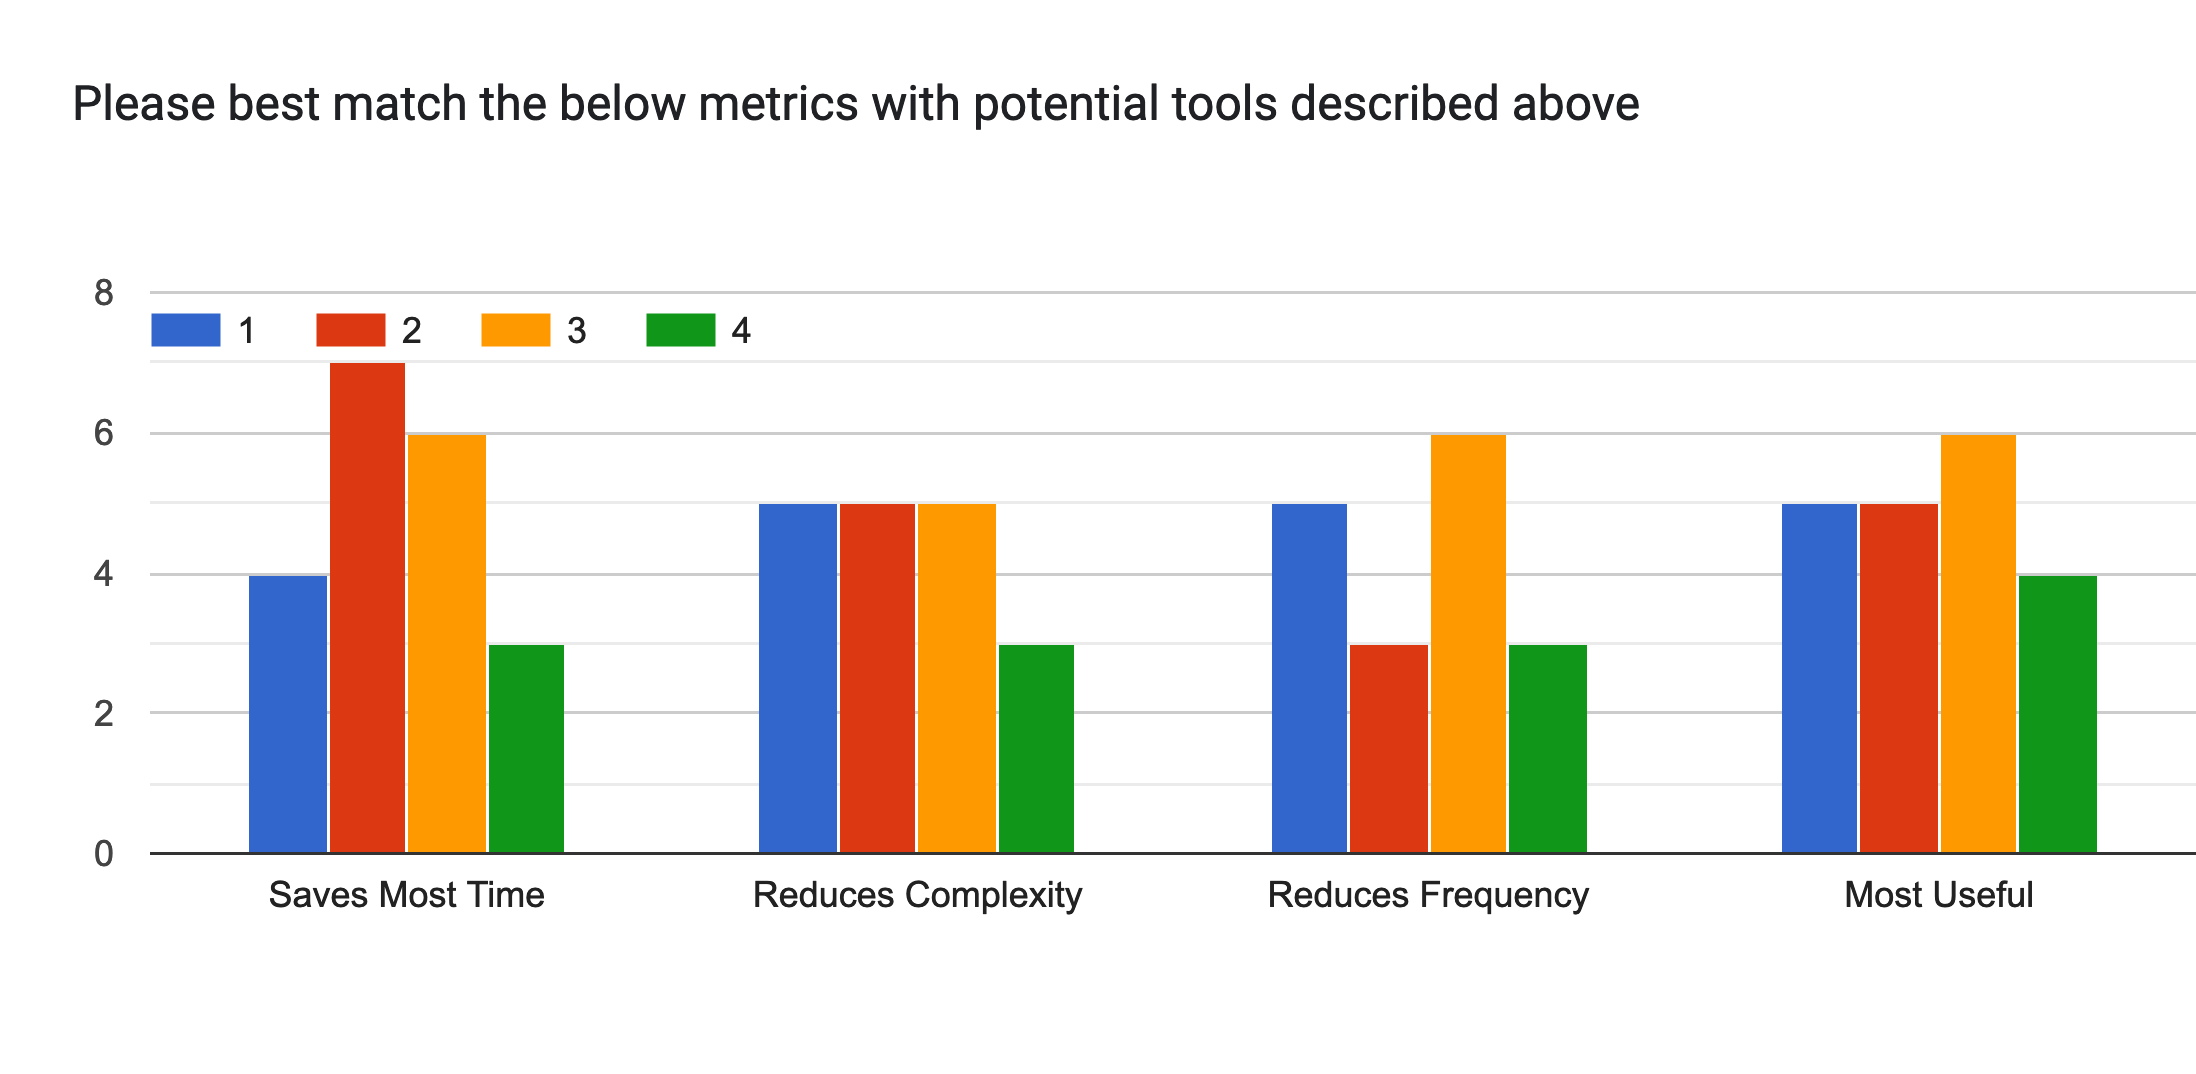 Please best match the below metrics with potential tools described above
8
1 2 3 4
6
4
2
0
Saves Most Time Reduces Complexity Reduces Frequency Most Useful